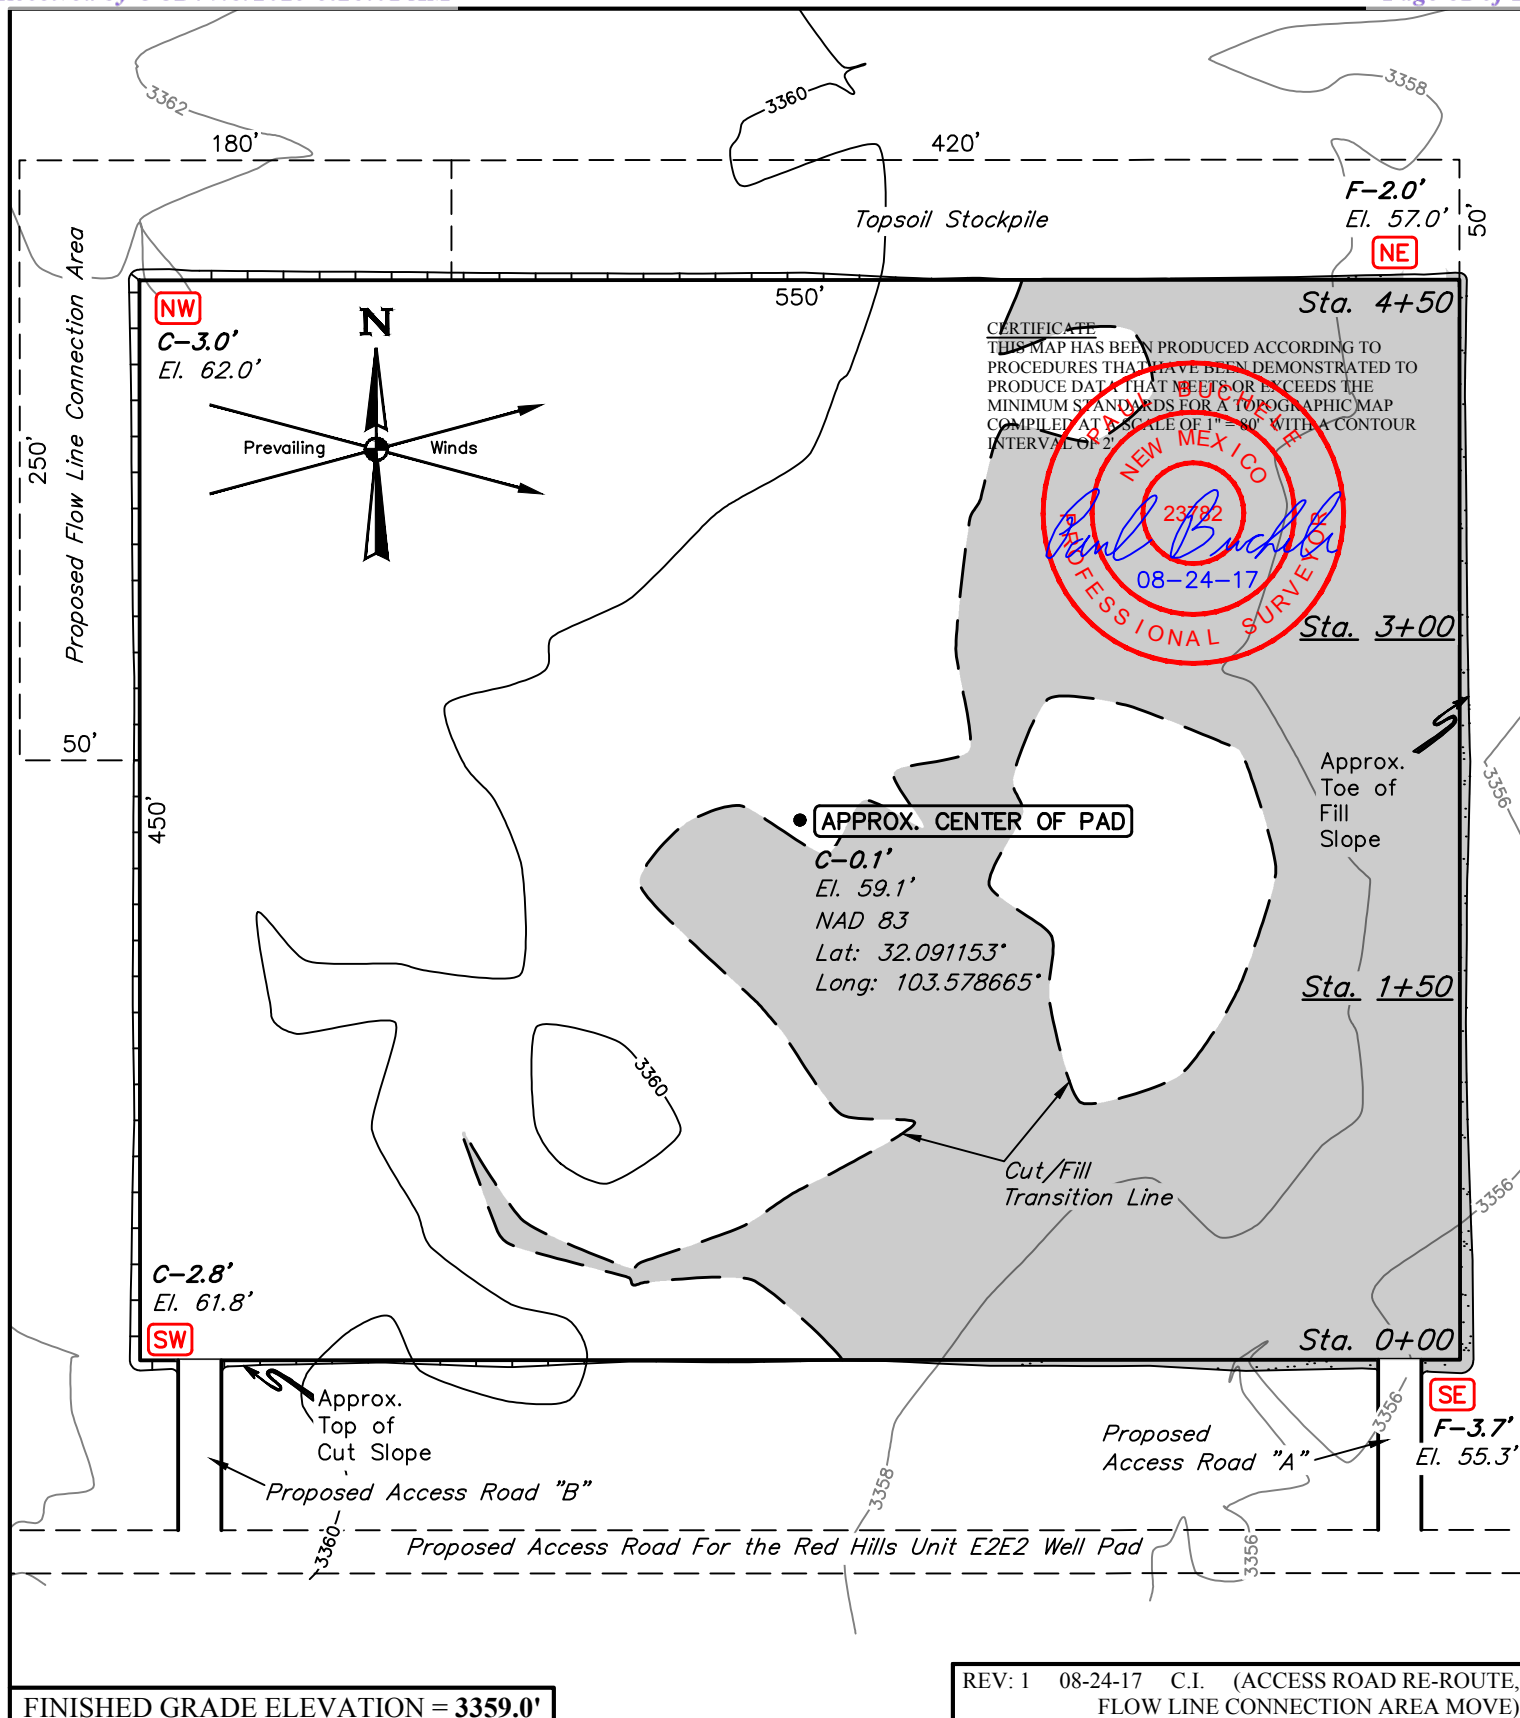 3362
3360
3358
180'
420'
F-2.0'
El. 57.0'
50'
NE
Topsoil Stockpile
Proposed Flow Line Connection Area
250'
50'
NW
C-3.0'
El. 62.0'
N
Prevailing Winds
550'
Sta. 4+50
CERTIFICATE
THIS MAP HAS BEEN PRODUCED ACCORDING TO
PROCEDURES THAT HAVE BEEN DEMONSTRATED TO
PRODUCE DATA THAT MEETS OR EXCEEDS THE
MINIMUM STANDARDS FOR A TOPOGRAPHIC MAP
COMPILED AT A SCALE OF 1" = 80' WITH A CONTOUR
INTERVAL OF 2'
PAUL BUCHELE
NEW MEXICO
23782
Paul Buchele
08-24-17
PROFESSIONAL SURVEYOR
Sta. 3+00
450'
Approx.
Toe of
Fill
Slope
3356
APPROX. CENTER OF PAD
C-0.1'
El. 59.1'
NAD 83
Lat: 32.091153°
Long: 103.578665°
Sta. 1+50
3360
Cut/Fill
Transition Line
3356
C-2.8'
El. 61.8'
SW
Sta. 0+00
SE
F-3.7'
El. 55.3'
Approx.
Top of
Cut Slope
Proposed
Access Road "A"
3356
Proposed Access Road "B"
3358
3360
3356
Proposed Access Road For the Red Hills Unit E2E2 Well Pad
REV: 1 08-24-17 C.I. (ACCESS ROAD RE-ROUTE,
FLOW LINE CONNECTION AREA MOVE)
FINISHED GRADE ELEVATION = 3359.0'